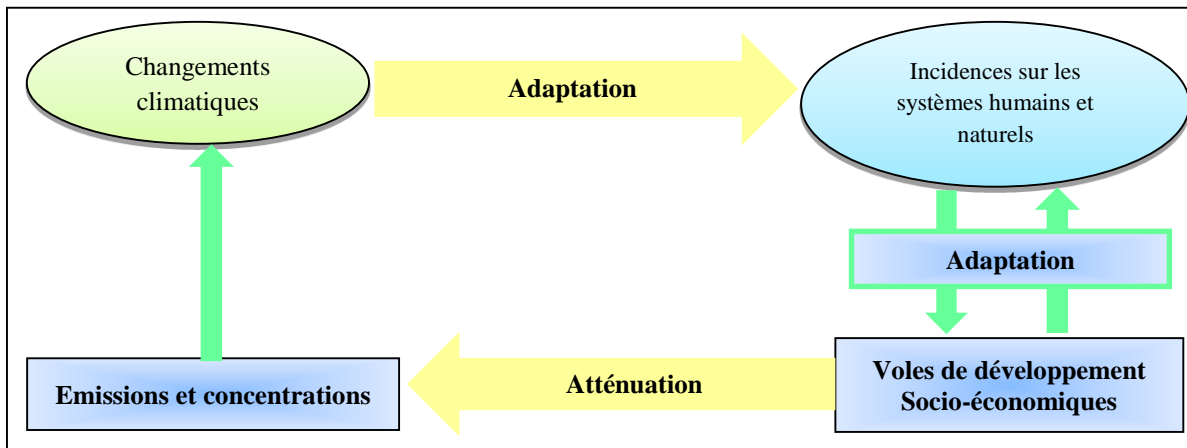 Changements
climatiques
Adaptation
Incidences sur les
systèmes humains et
naturels
Adaptation
Emissions et concentrations
Atténuation
Voles de développement
Socio-économiques